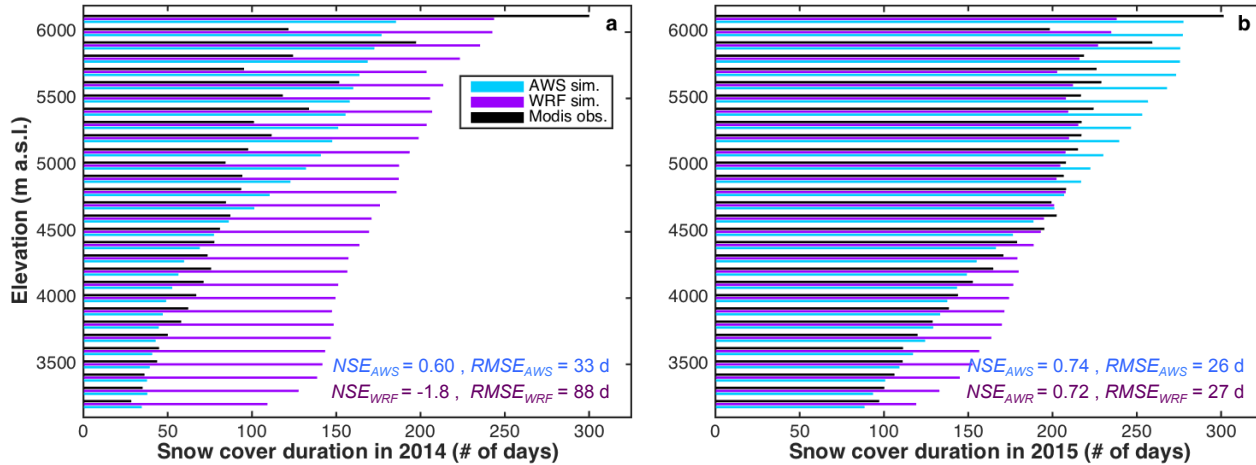 a
6000
5500
5000
4500
4000
3500
Elevation (m a.s.l.)
AWS sim.
WRF sim.
Modis obs.
NSE_AWS = 0.60 , RMSE_AWS = 33 d
NSE_WRF = -1.8 , RMSE_WRF = 88 d
0 50 100 150 200 250 300
Snow cover duration in 2014 (# of days)
b
6000
5500
5000
4500
4000
3500
NSE_AWS = 0.74 , RMSE_AWS = 26 d
NSE_AWR = 0.72 , RMSE_WRF = 27 d
0 50 100 150 200 250 300
Snow cover duration in 2015 (# of days)